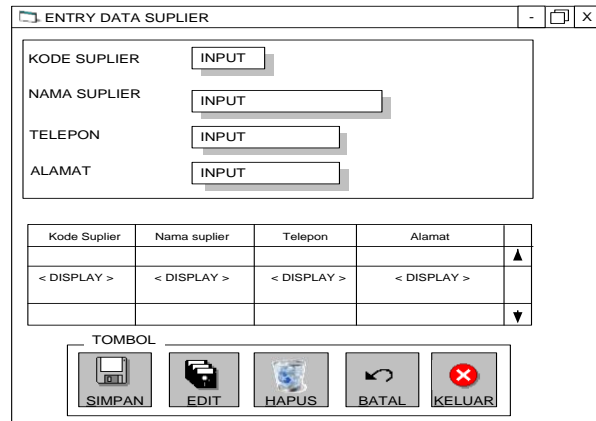 ENTRY DATA SUPLIER - X
KODE SUPLIER INPUT
NAMA SUPLIER INPUT
TELEPON INPUT
ALAMAT INPUT
Kode Suplier Nama suplier Telepon Alamat
< DISPLAY > < DISPLAY > < DISPLAY > < DISPLAY >
TOMBOL
SIMPAN EDIT HAPUS BATAL KELUAR